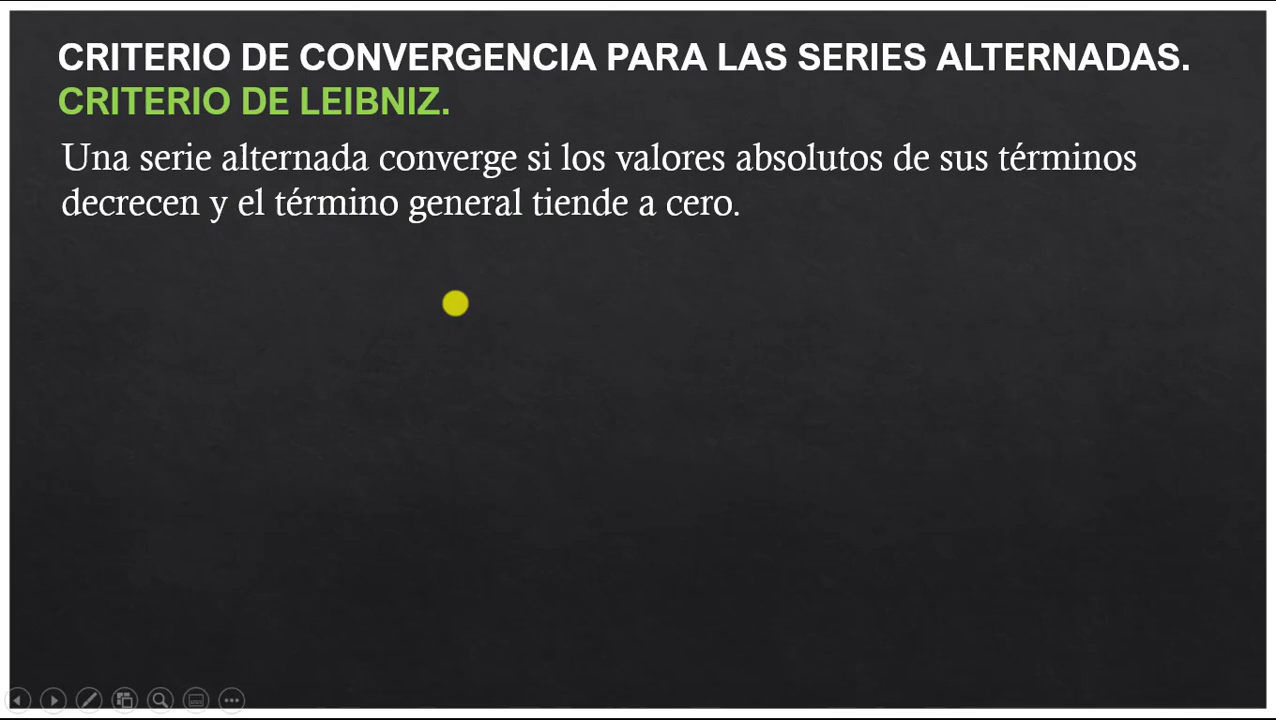 CRITERIO DE CONVERGENCIA PARA LAS SERIES ALTERNADAS.
CRITERIO DE LEIBNIZ.
Una serie alternada converge si los valores absolutos de sus términos
decrecen y el término general tiende a cero.